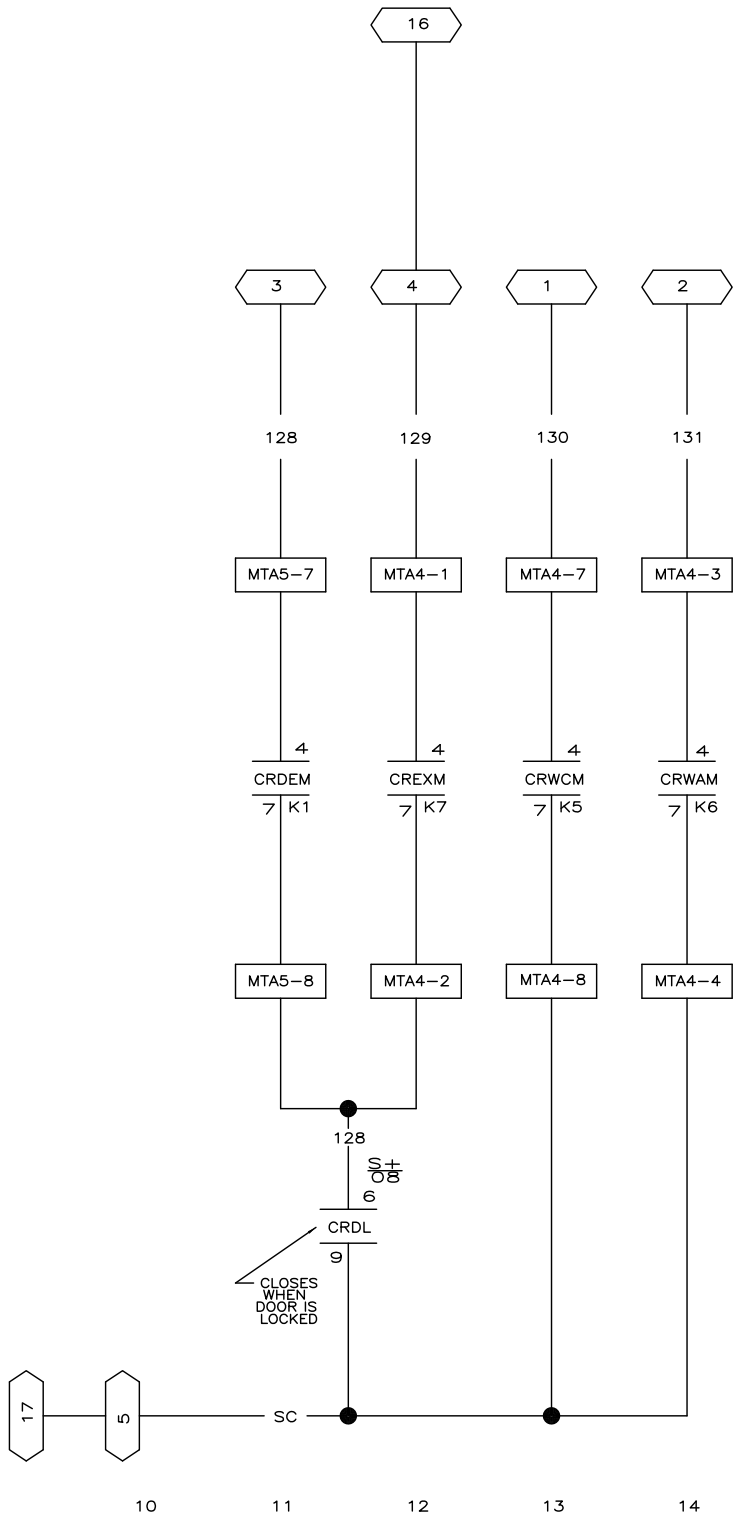 16
3 4 1 2
128 129 130 131
MTA5-7 MTA4-1 MTA4-7 MTA4-3
4 4 4 4
CRDEM CREXM CRWCM CRWAM
7 K1 7 K7 7 K5 7 K6
MTA5-8 MTA4-2 MTA4-8 MTA4-4
128
S+
08
6
CRDL
9
CLOSES
WHEN
DOOR IS
LOCKED
17 5 SC
10 11 12 13 14